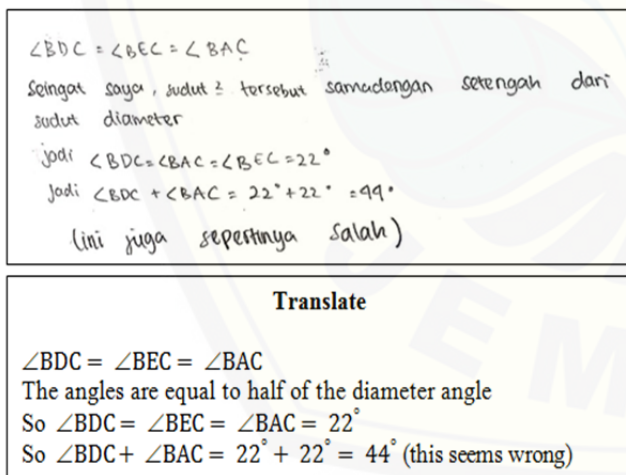 ∠BDC = ∠BEC = ∠BAC
Seingat saya, sudut² tersebut samadengan setengah dari
sudut diameter
jadi ∠BDC = ∠BAC = ∠BEC = 22°
Jadi ∠BDC + ∠BAC = 22° + 22° = 44°
(ini juga sepertinya salah)
Translate
∠BDC = ∠BEC = ∠BAC
The angles are equal to half of the diameter angle
So ∠BDC = ∠BEC = ∠BAC = 22°
So ∠BDC + ∠BAC = 22° + 22° = 44° (this seems wrong)
J E M